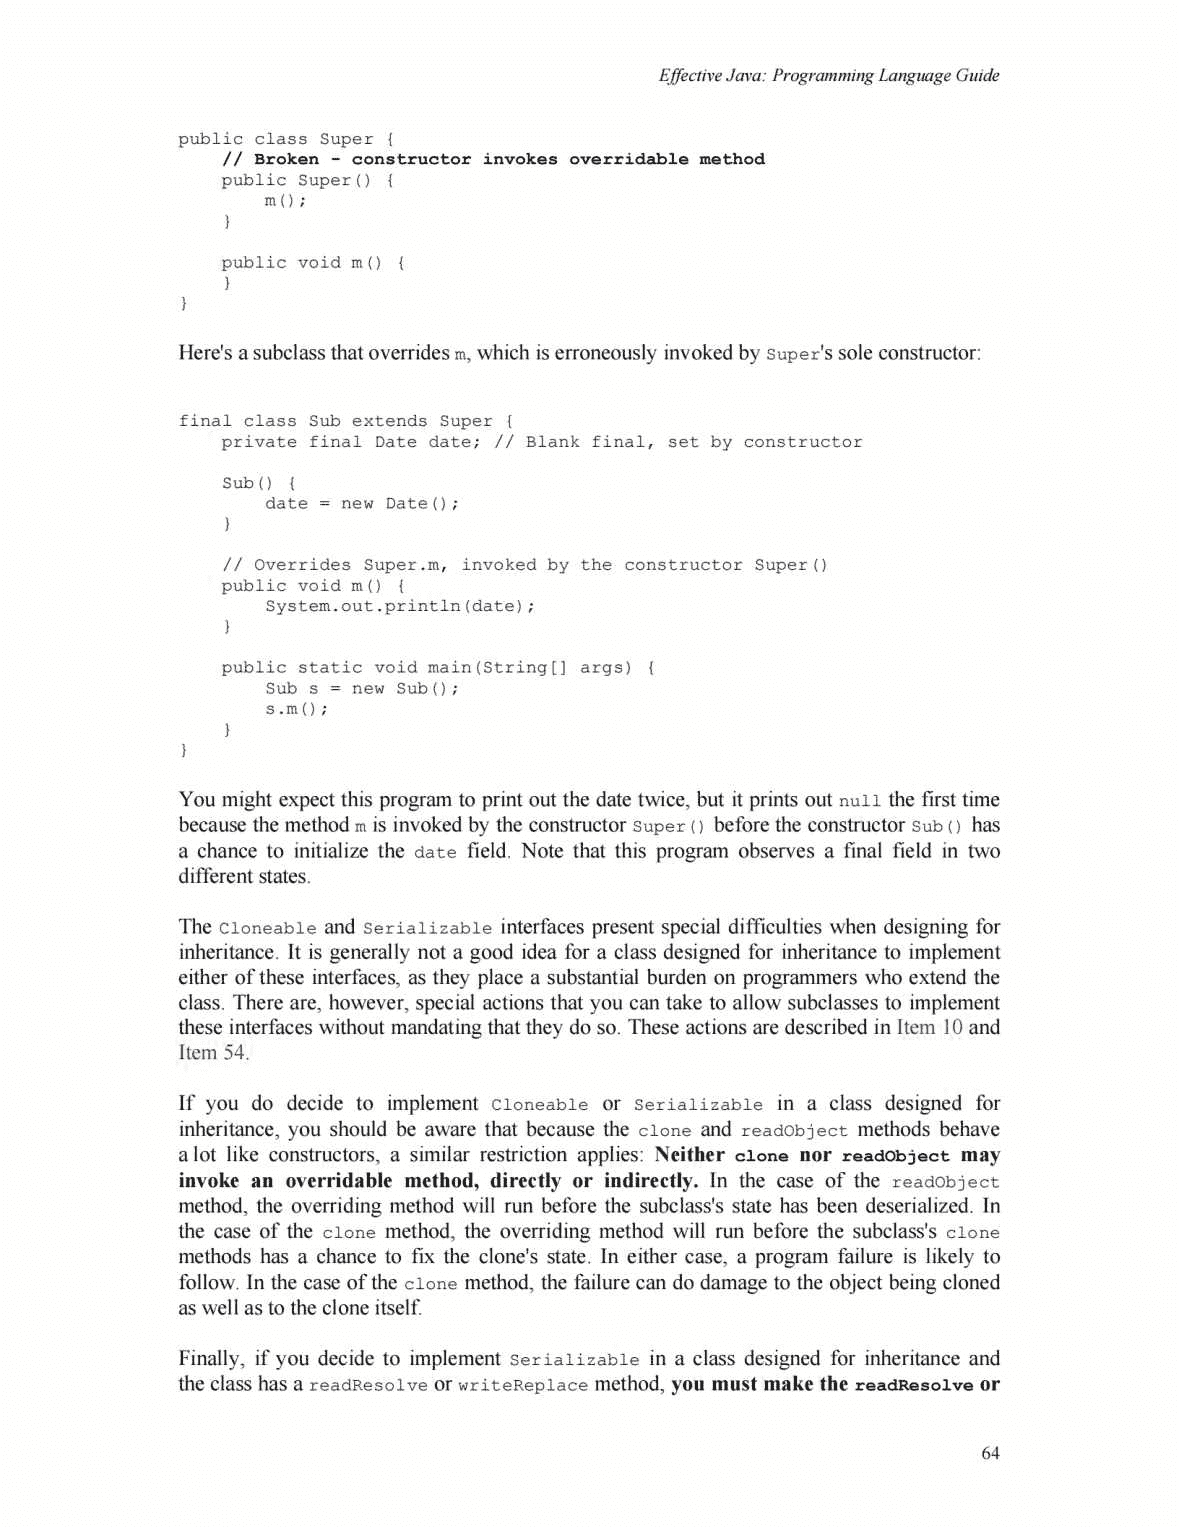 Effective Java: Programming Language Guide
public class Super {
    // Broken - constructor invokes overridable method
    public Super() {
        m();
    }

    public void m() {
    }
}
Here's a subclass that overrides m, which is erroneously invoked by Super's sole constructor:
final class Sub extends Super {
    private final Date date; // Blank final, set by constructor

    Sub() {
        date = new Date();
    }

    // Overrides Super.m, invoked by the constructor Super()
    public void m() {
        System.out.println(date);
    }

    public static void main(String[] args) {
        Sub s = new Sub();
        s.m();
    }
}
You might expect this program to print out the date twice, but it prints out null the first time
because the method m is invoked by the constructor Super() before the constructor Sub() has
a chance to initialize the date field. Note that this program observes a final field in two
different states.
The Cloneable and Serializable interfaces present special difficulties when designing for
inheritance. It is generally not a good idea for a class designed for inheritance to implement
either of these interfaces, as they place a substantial burden on programmers who extend the
class. There are, however, special actions that you can take to allow subclasses to implement
these interfaces without mandating that they do so. These actions are described in Item 10 and
Item 54.
If you do decide to implement Cloneable or Serializable in a class designed for
inheritance, you should be aware that because the clone and readObject methods behave
a lot like constructors, a similar restriction applies: Neither clone nor readObject may
invoke an overridable method, directly or indirectly. In the case of the readObject
method, the overriding method will run before the subclass's state has been deserialized. In
the case of the clone method, the overriding method will run before the subclass's clone
methods has a chance to fix the clone's state. In either case, a program failure is likely to
follow. In the case of the clone method, the failure can do damage to the object being cloned
as well as to the clone itself.
Finally, if you decide to implement Serializable in a class designed for inheritance and
the class has a readResolve or writeReplace method, you must make the readResolve or
64